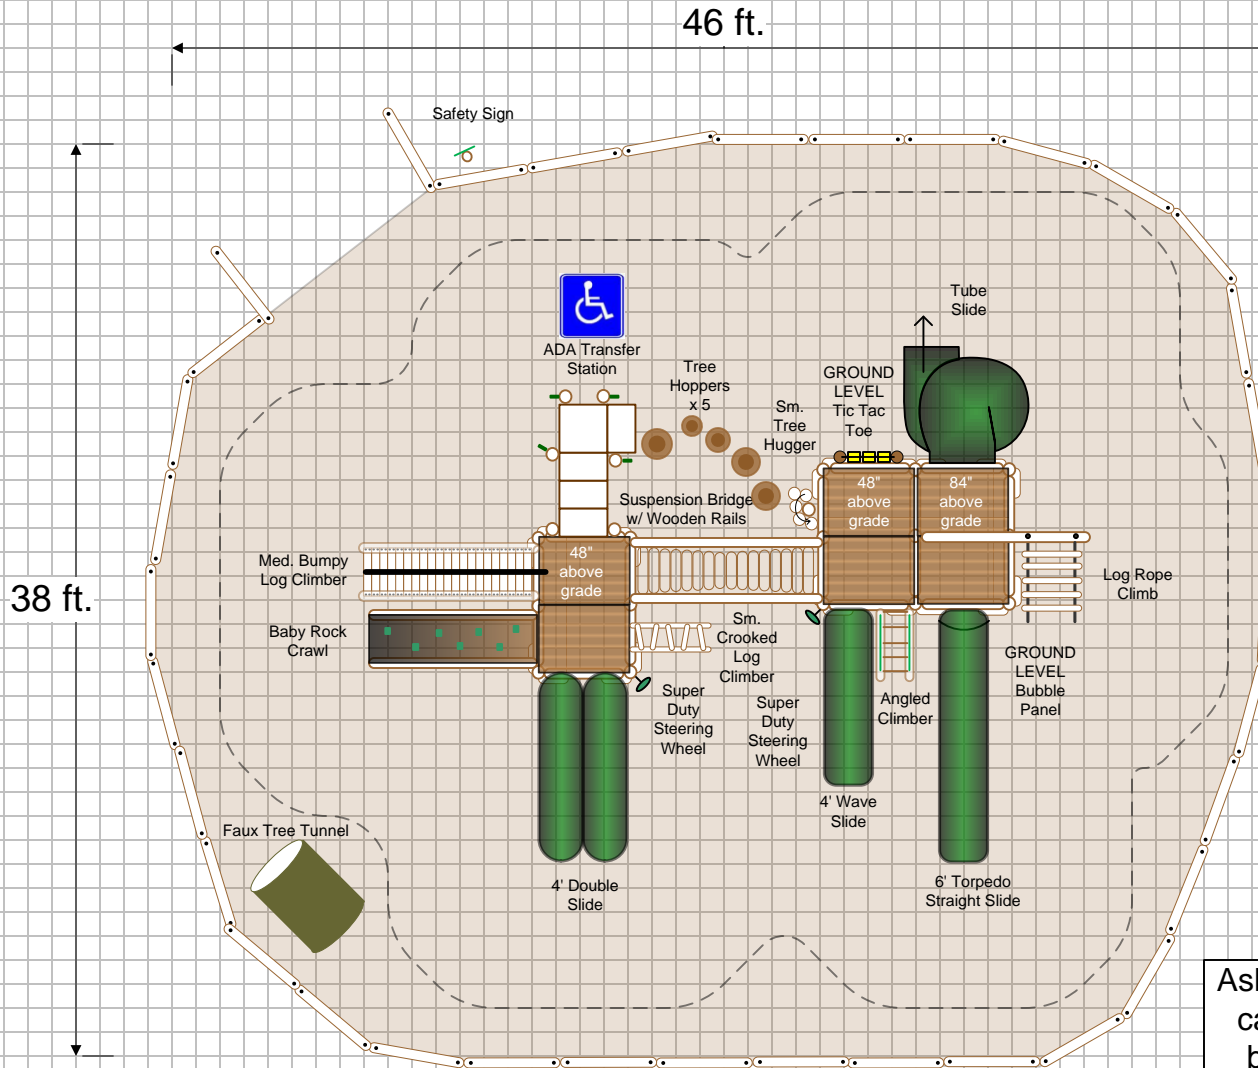 46 ft.
Safety Sign
Tube
Slide
ADA Transfer
Station
Tree
Hoppers
x 5
GROUND
LEVEL
Tic Tac
Toe
Sm.
Tree
Hugger
48"
above
grade
84"
above
grade
Suspension Bridge
w/ Wooden Rails
48"
above
grade
Med. Bumpy
Log Climber
Log Rope
Climb
38 ft.
Baby Rock
Crawl
Sm.
Crooked
Log
Climber
GROUND
LEVEL
Bubble
Panel
Super
Duty
Steering
Wheel
Super
Duty
Steering
Wheel
Angled
Climber
4' Wave
Slide
Faux Tree Tunnel
4' Double
Slide
6' Torpedo
Straight Slide